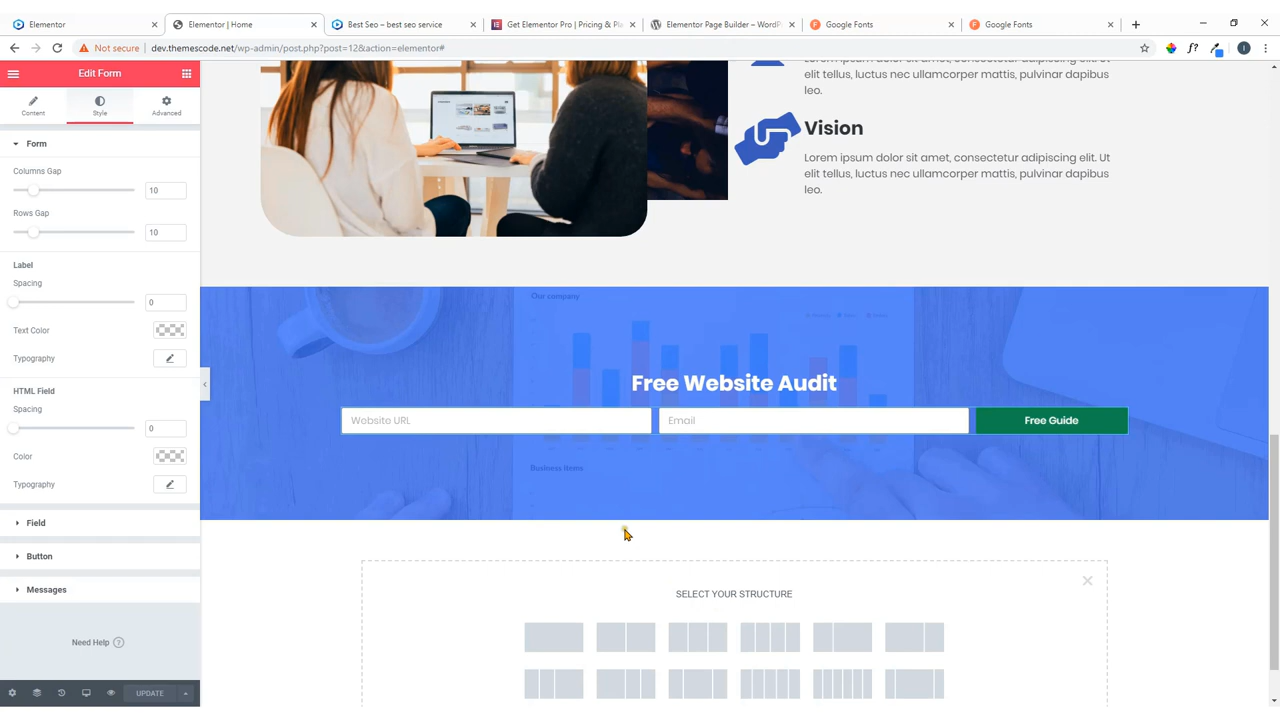 Elementor
Elementor | Home
Best Seo – best seo service
Get Elementor Pro | Pricing & Pl
Elementor Page Builder – WordP
Google Fonts
Google Fonts
Not secure
dev.themescode.net/wp-admin/post.php?post=12&action=elementor#
f?
I
Edit Form
Content
Style
Advanced
Form
Columns Gap
10
Rows Gap
10
Label
Spacing
0
Text Color
Typography
HTML Field
Spacing
0
Color
Typography
Field
Button
Messages
Need Help
UPDATE
elit tellus, luctus nec ullamcorper mattis, pulvinar dapibus
leo.
Vision
Lorem ipsum dolor sit amet, consectetur adipiscing elit. Ut
elit tellus, luctus nec ullamcorper mattis, pulvinar dapibus
leo.
Our company
Free Website Audit
Website URL
Email
Free Guide
Business Items
SELECT YOUR STRUCTURE